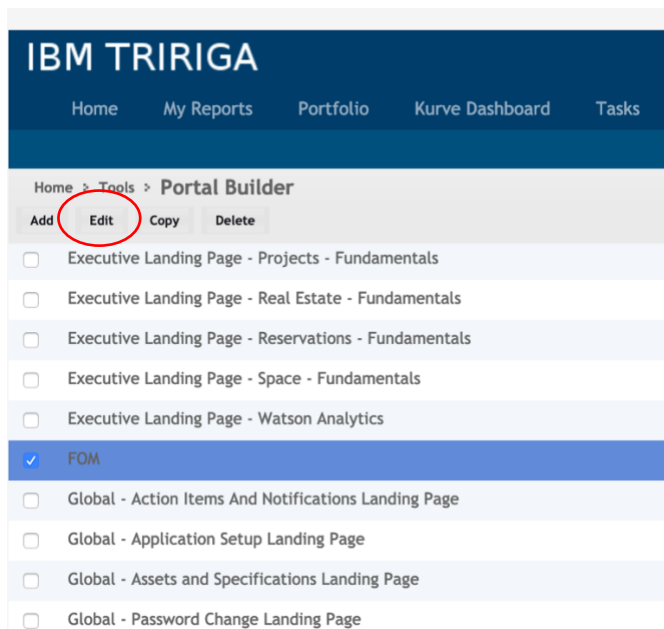 IBM TRIRIGA
Home My Reports Portfolio Kurve Dashboard Tasks
Home > Tools > Portal Builder
Add Edit Copy Delete
Executive Landing Page - Projects - Fundamentals
Executive Landing Page - Real Estate - Fundamentals
Executive Landing Page - Reservations - Fundamentals
Executive Landing Page - Space - Fundamentals
Executive Landing Page - Watson Analytics
FOM
Global - Action Items And Notifications Landing Page
Global - Application Setup Landing Page
Global - Assets and Specifications Landing Page
Global - Password Change Landing Page